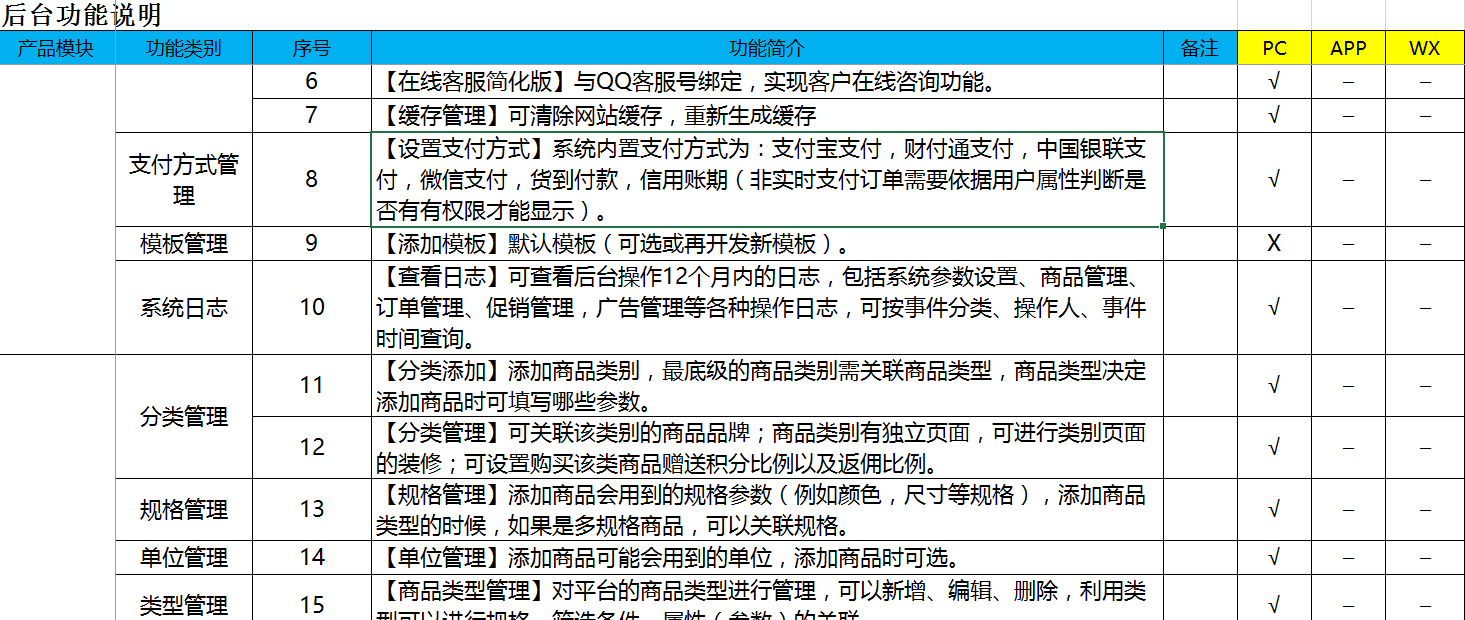 后台功能说明
产品模块 功能类别 序号 功能简介 备注 PC APP WX
6 【在线客服简化版】与QQ客服号绑定，实现客户在线咨询功能。 √ – –
7 【缓存管理】可清除网站缓存，重新生成缓存 √ – –
支付方式管
理
8
【设置支付方式】系统内置支付方式为：支付宝支付，财付通支付，中国银联支
付，微信支付，货到付款，信用账期（非实时支付订单需要依据用户属性判断是
否有有权限才能显示）。
√ – –
模板管理 9 【添加模板】默认模板（可选或再开发新模板）。 X – –
系统日志 10
【查看日志】可查看后台操作12个月内的日志，包括系统参数设置、商品管理、
订单管理、促销管理，广告管理等各种操作日志，可按事件分类、操作人、事件
时间查询。
√ – –
分类管理
11
【分类添加】添加商品类别，最底级的商品类别需关联商品类型，商品类型决定
添加商品时可填写哪些参数。
√ – –
12
【分类管理】可关联该类别的商品品牌；商品类别有独立页面，可进行类别页面
的装修；可设置购买该类商品赠送积分比例以及返佣比例。
√ – –
规格管理 13
【规格管理】添加商品会用到的规格参数（例如颜色，尺寸等规格），添加商品
类型的时候，如果是多规格商品，可以关联规格。
√ – –
单位管理 14 【单位管理】添加商品可能会用到的单位，添加商品时可选。 √ – –
类型管理 15
【商品类型管理】对平台的商品类型进行管理，可以新增、编辑、删除，利用类
型可以进行规格、筛选条件、属性（参数）的关联
√ – –